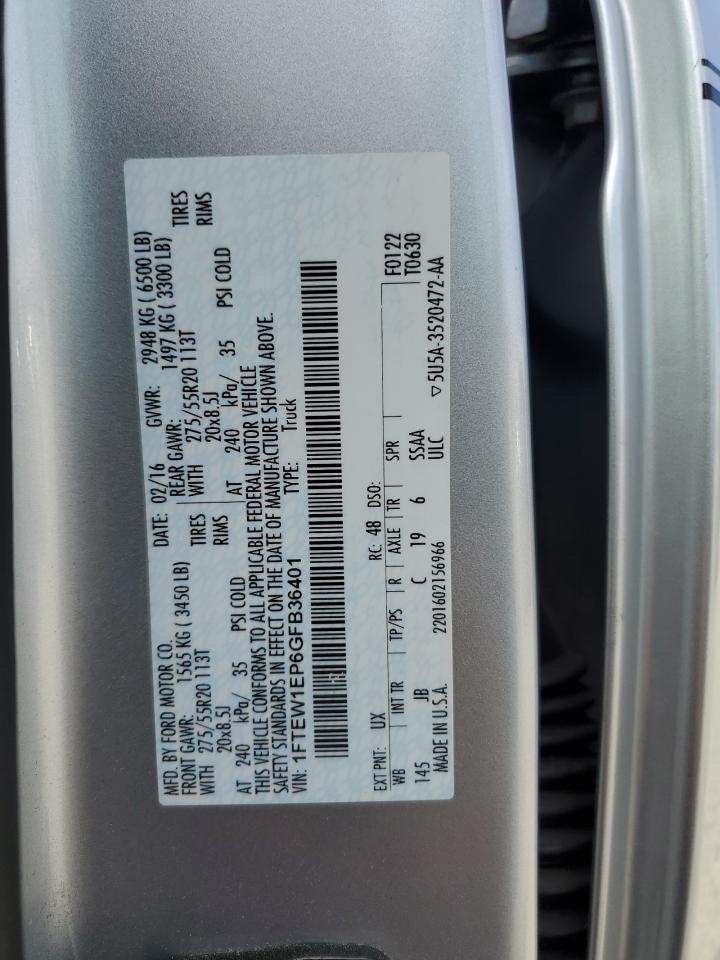 MFD. BY FORD MOTOR CO.
DATE: 02/16 GVWR: 2948 KG ( 6500 LB)
FRONT GAWR: 1565 KG ( 3450 LB) REAR GAWR: 1497 KG ( 3300 LB)
WITH 275/55R20 113T TIRES WITH 275/55R20 113T TIRES
20x8.5J RIMS 20x8.5J RIMS
AT 240 kPa/ 35 PSI COLD AT 240 kPa/ 35 PSI COLD
THIS VEHICLE CONFORMS TO ALL APPLICABLE FEDERAL MOTOR VEHICLE
SAFETY STANDARDS IN EFFECT ON THE DATE OF MANUFACTURE SHOWN ABOVE.
VIN: 1FTEW1EP6GFB36401 TYPE: Truck
EXT PNT: UX RC: 48 DSO: F0122
WB INT TR TP/PS R AXLE TR SPR T0630
145 JB C 19 6 SSAA
MADE IN U.S.A. 2201602156966 ULC ▽5U5A-3520472-AA